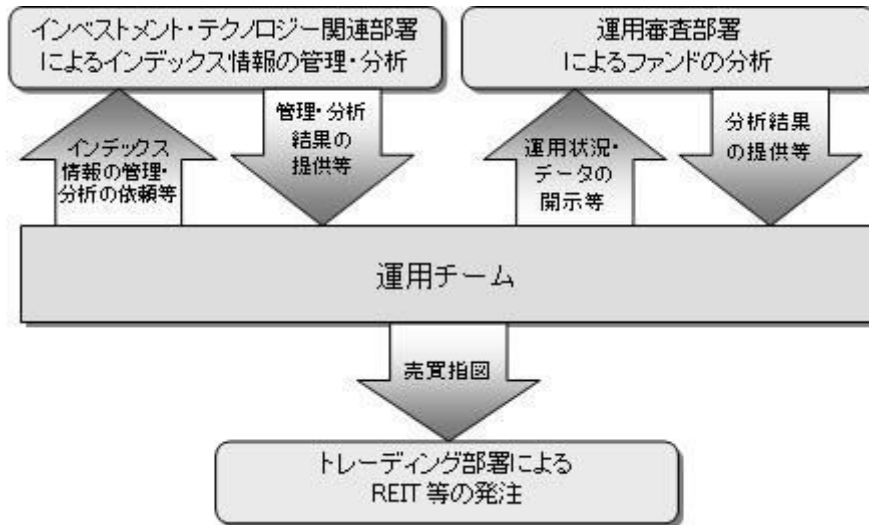 インベストメント・テクノロジー関連部署
によるインデックス情報の管理・分析
運用審査部署
によるファンドの分析
インデックス
情報の管理・
分析の依頼等
管理・分析
結果の
提供等
運用状況・
データの
開示等
分析結果
の提供等
運用チーム
売買指図
トレーディング部署による
REIT等の発注